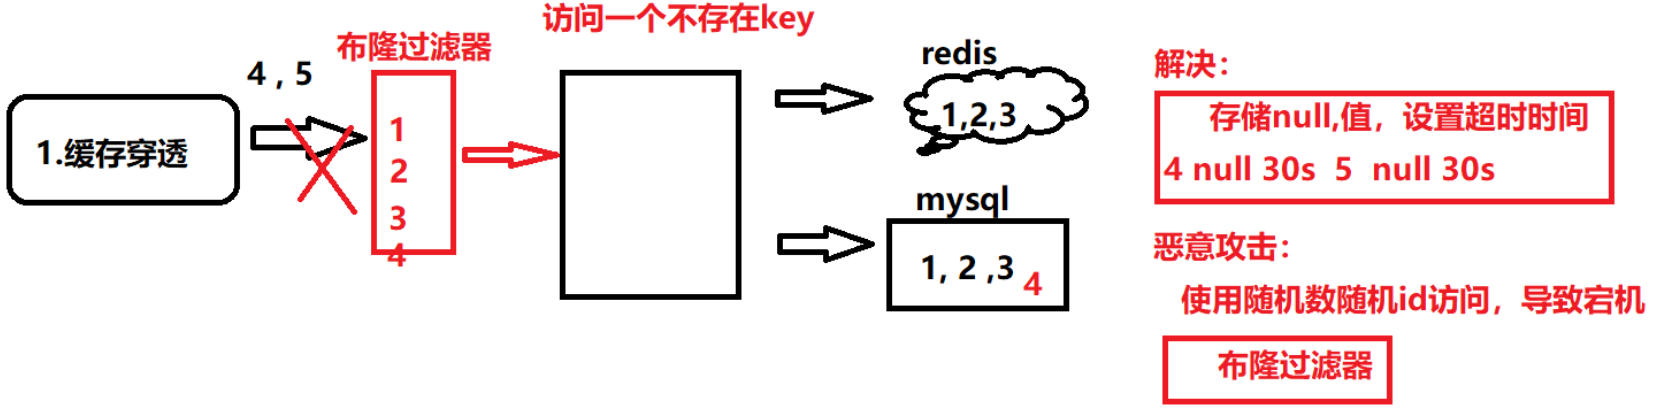 访问一个不存在key
布隆过滤器
4 , 5
1.缓存穿透
1
2
3
4
redis
1,2,3
mysql
1, 2 ,3 4
解决：
存储null,值，设置超时时间
4 null 30s 5 null 30s
恶意攻击：
使用随机数随机id访问，导致宕机
布隆过滤器